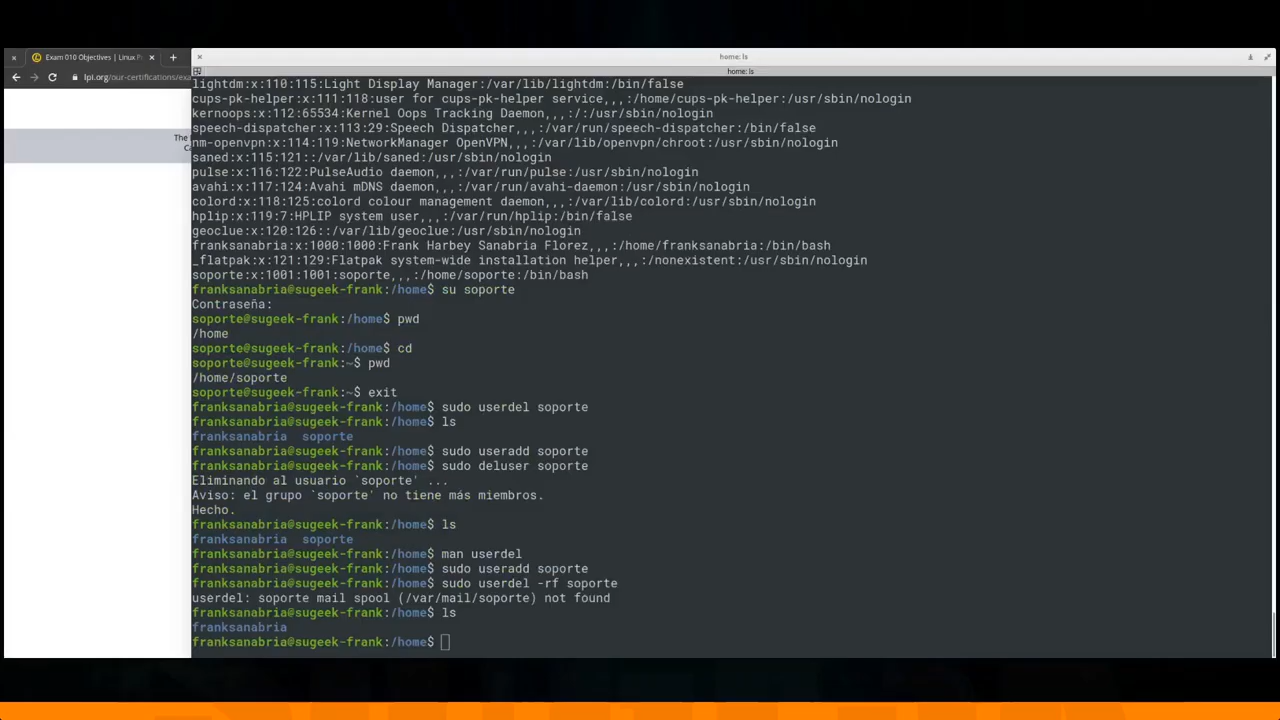 Exam 010 Objectives | Linux P
lpi.org/our-certifications/exa
The
home: ls
home: ls
lightdm:x:110:115:Light Display Manager:/var/lib/lightdm:/bin/false
cups-pk-helper:x:111:118:user for cups-pk-helper service,,,:/home/cups-pk-helper:/usr/sbin/nologin
kernoops:x:112:65534:Kernel Oops Tracking Daemon,,,:/:/usr/sbin/nologin
speech-dispatcher:x:113:29:Speech Dispatcher,,,:/var/run/speech-dispatcher:/bin/false
nm-openvpn:x:114:119:NetworkManager OpenVPN,,,:/var/lib/openvpn/chroot:/usr/sbin/nologin
saned:x:115:121::/var/lib/saned:/usr/sbin/nologin
pulse:x:116:122:PulseAudio daemon,,,:/var/run/pulse:/usr/sbin/nologin
avahi:x:117:124:Avahi mDNS daemon,,,:/var/run/avahi-daemon:/usr/sbin/nologin
colord:x:118:125:colord colour management daemon,,,:/var/lib/colord:/usr/sbin/nologin
hplip:x:119:7:HPLIP system user,,,:/var/run/hplip:/bin/false
geoclue:x:120:126::/var/lib/geoclue:/usr/sbin/nologin
franksanabria:x:1000:1000:Frank Harbey Sanabria Florez,,,:/home/franksanabria:/bin/bash
_flatpak:x:121:129:Flatpak system-wide installation helper,,,:/nonexistent:/usr/sbin/nologin
soporte:x:1001:1001:soporte,,,:/home/soporte:/bin/bash
franksanabria@sugeek-frank:/home$ su soporte
Contraseña:
soporte@sugeek-frank:/home$ pwd
/home
soporte@sugeek-frank:/home$ cd
soporte@sugeek-frank:~$ pwd
/home/soporte
soporte@sugeek-frank:~$ exit
franksanabria@sugeek-frank:/home$ sudo userdel soporte
franksanabria@sugeek-frank:/home$ ls
franksanabria soporte
franksanabria@sugeek-frank:/home$ sudo useradd soporte
franksanabria@sugeek-frank:/home$ sudo deluser soporte
Eliminando al usuario `soporte' ...
Aviso: el grupo `soporte' no tiene más miembros.
Hecho.
franksanabria@sugeek-frank:/home$ ls
franksanabria soporte
franksanabria@sugeek-frank:/home$ man userdel
franksanabria@sugeek-frank:/home$ sudo useradd soporte
franksanabria@sugeek-frank:/home$ sudo userdel -rf soporte
userdel: soporte mail spool (/var/mail/soporte) not found
franksanabria@sugeek-frank:/home$ ls
franksanabria
franksanabria@sugeek-frank:/home$